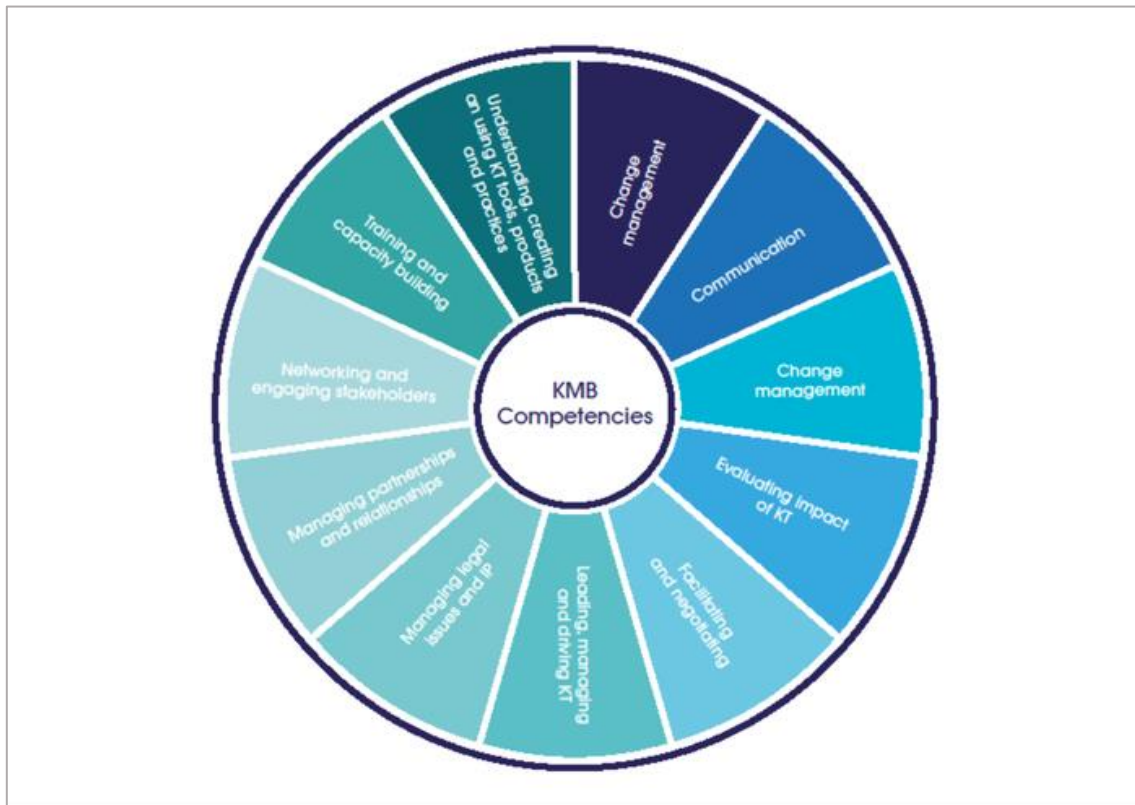 KMB
Competencies
Change
management
Communication
Change
management
Evaluating impact
of KT
Facilitating
and negotiating
Leading, managing
and driving KT
Managing legal
issues and IP
Managing partnerships
and relationships
Networking and
engaging stakeholders
Training and
capacity building
Understanding, creating
an using KT tools, products
and practices